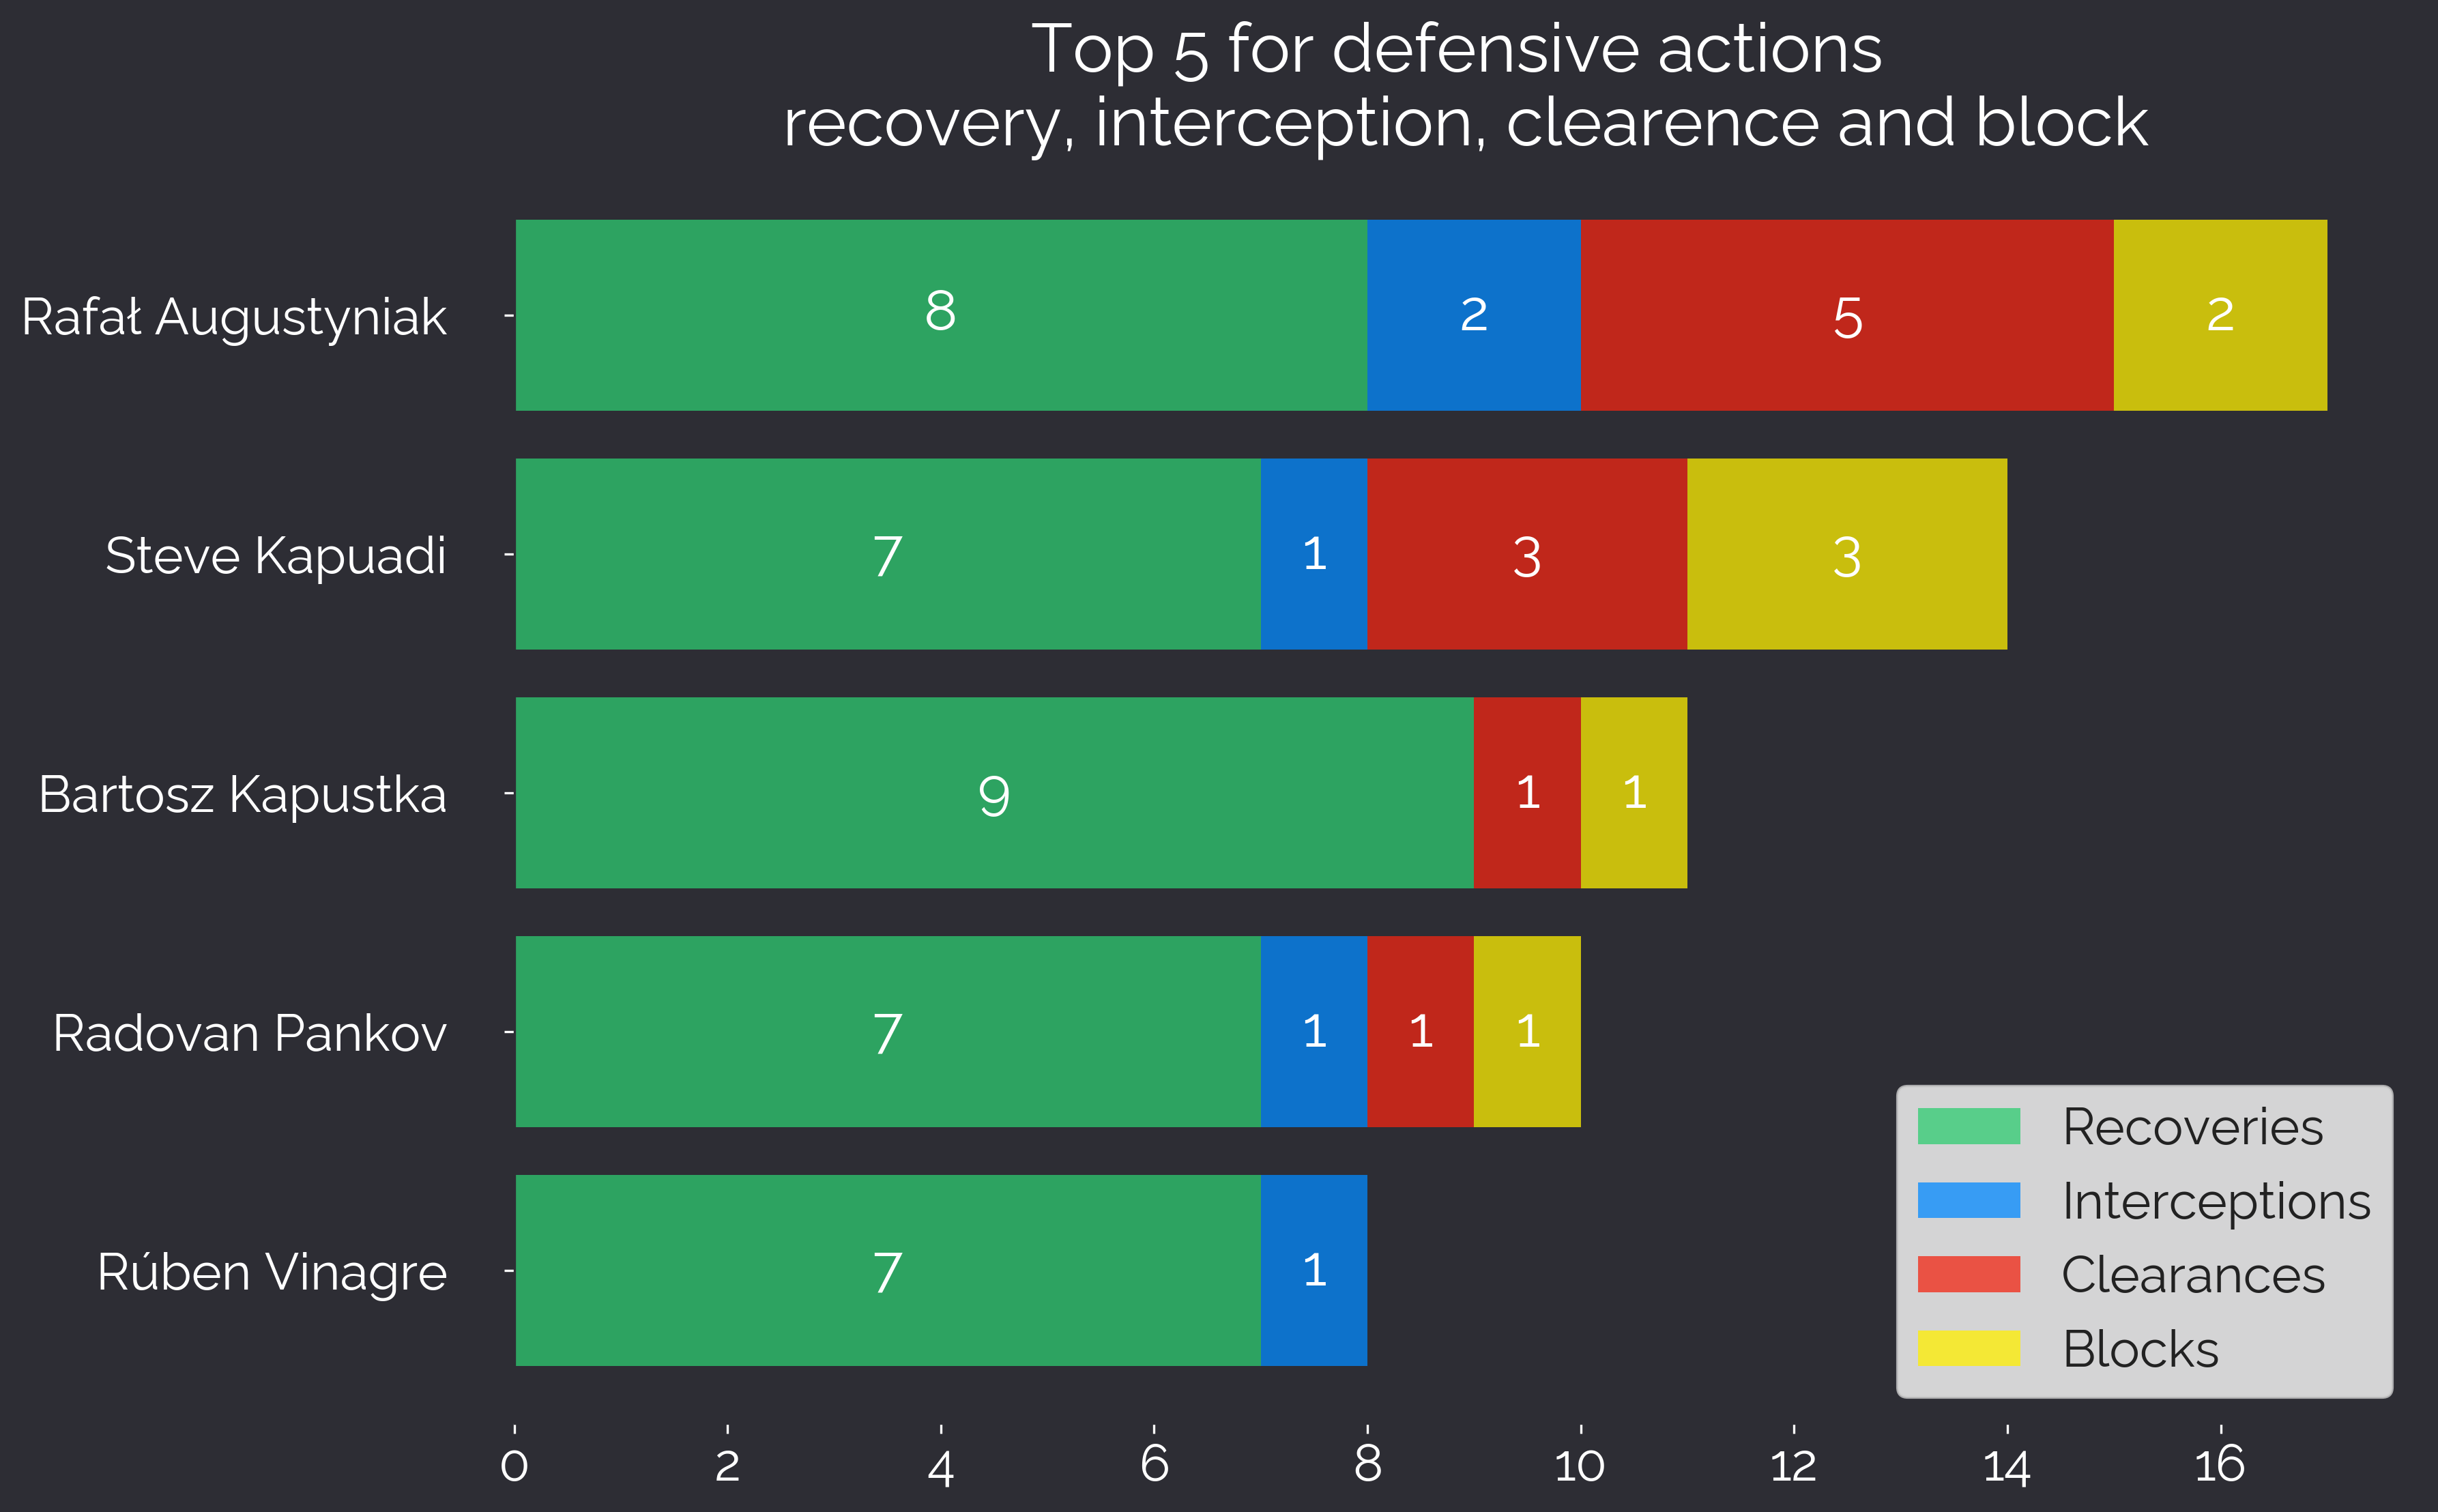 Top 5 for defensive actions
recovery, interception, clearence and block
Rafał Augustyniak
8 2 5 2
Steve Kapuadi
7 1 3 3
Bartosz Kapustka
9 1 1
Radovan Pankov
7 1 1 1
Rúben Vinagre
7 1
Recoveries
Interceptions
Clearances
Blocks
0 2 4 6 8 10 12 14 16